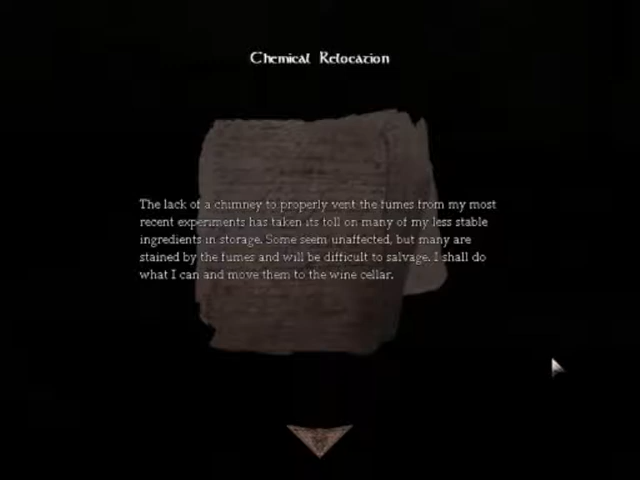 Chemical Relocation
The lack of a chimney to properly vent the fumes from my most
recent experiments has taken its toll on many of my less stable
ingredients in storage. Some seem unaffected, but many are
stained by the fumes and will be difficult to salvage. I shall do
what I can and move them to the wine cellar.